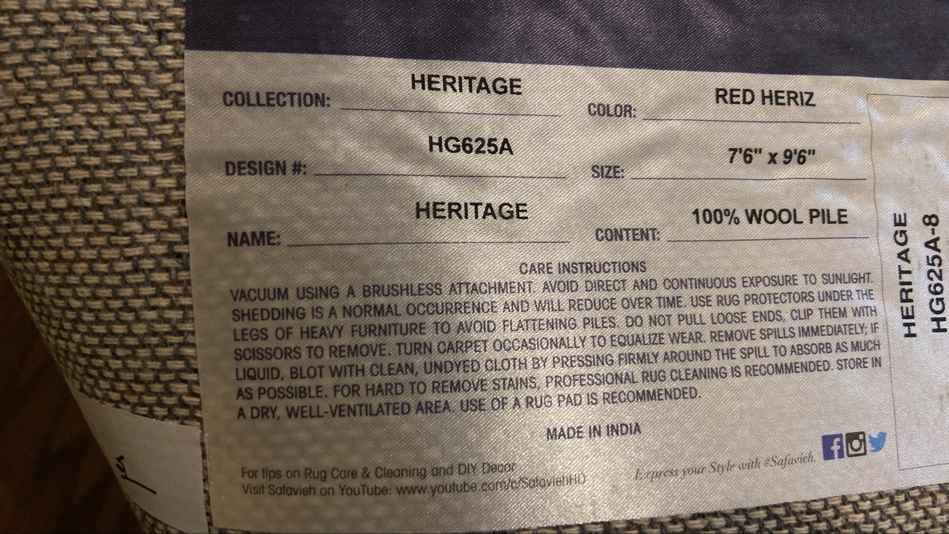 COLLECTION: HERITAGE COLOR: RED HERIZ
DESIGN #: HG625A SIZE: 7'6" x 9'6"
NAME: HERITAGE CONTENT: 100% WOOL PILE
CARE INSTRUCTIONS
VACUUM USING A BRUSHLESS ATTACHMENT. AVOID DIRECT AND CONTINUOUS EXPOSURE TO SUNLIGHT.
SHEDDING IS A NORMAL OCCURRENCE AND WILL REDUCE OVER TIME. USE RUG PROTECTORS UNDER THE
LEGS OF HEAVY FURNITURE TO AVOID FLATTENING PILES. DO NOT PULL LOOSE ENDS, CLIP THEM WITH
SCISSORS TO REMOVE. TURN CARPET OCCASIONALLY TO EQUALIZE WEAR. REMOVE SPILLS IMMEDIATELY; IF
LIQUID, BLOT WITH CLEAN, UNDYED CLOTH BY PRESSING FIRMLY AROUND THE SPILL TO ABSORB AS MUCH
AS POSSIBLE. FOR HARD TO REMOVE STAINS, PROFESSIONAL RUG CLEANING IS RECOMMENDED. STORE IN
A DRY, WELL-VENTILATED AREA. USE OF A RUG PAD IS RECOMMENDED.
MADE IN INDIA
For tips on Rug Care & Cleaning and DIY Decor
Visit Safavieh on YouTube: www.youtube.com/c/SafaviehHD
Express your Style with #Safavieh.
HERITAGE
HG625A-8